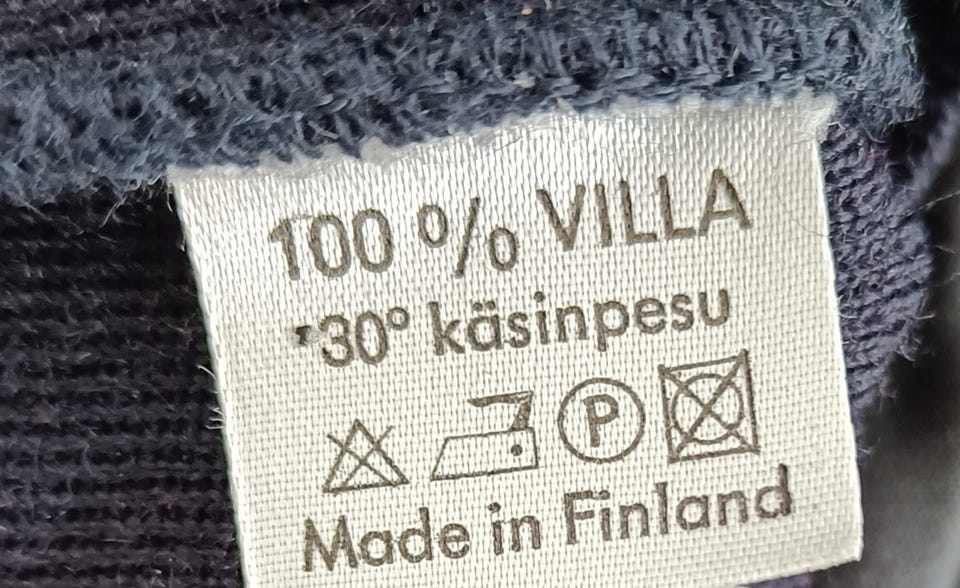 100 % VILLA
30° käsinpesu
P
Made in Finland